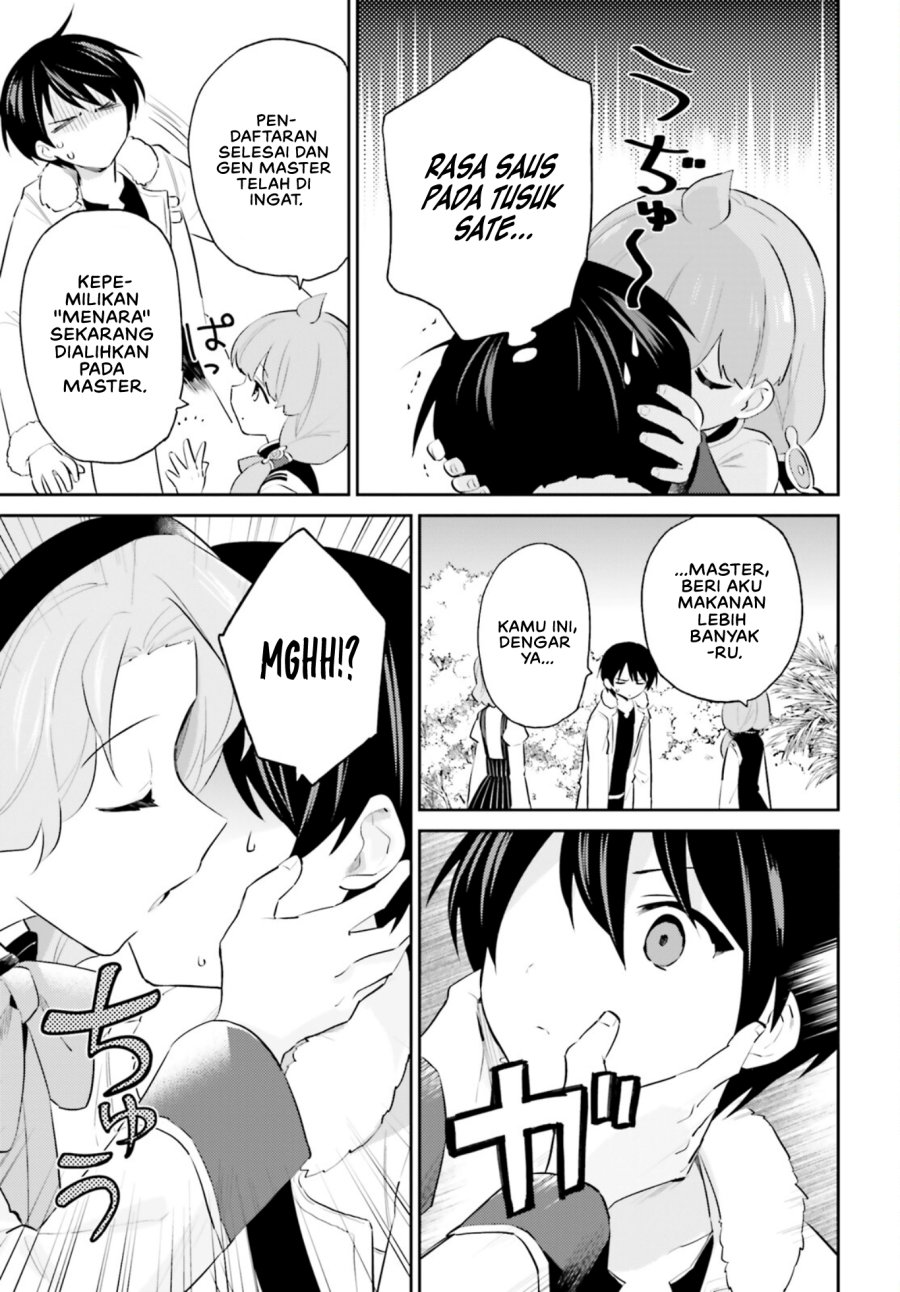 うぢゅ～
RASA SAUS
PADA TUSUK
SATE...
PEN-
DAFTARAN
SELESAI DAN
GEN MASTER
TELAH DI
INGAT.
KEPE-
MILIKAN
"MENARA"
SEKARANG
DIALIHKAN
PADA
MASTER.
ぱっ
...MASTER,
BERI AKU
MAKANAN
LEBIH
BANYAK
-RU.
KAMU INI,
DENGAR
YA...
ガッ
MGHH!?
ちゅう